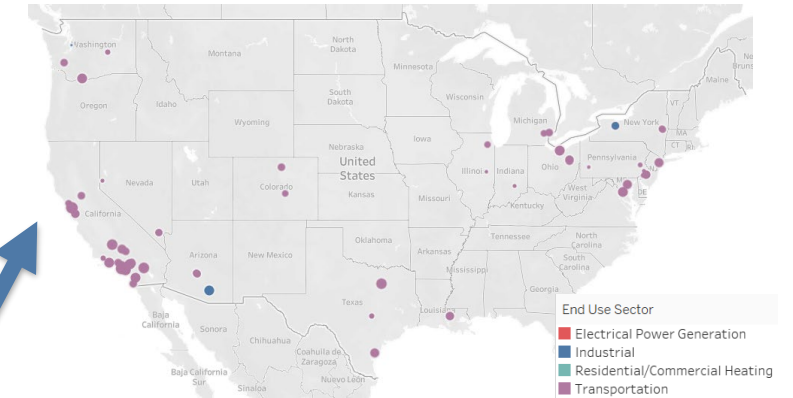 Washington
Montana
North
Dakota
Minnesota
Oregon
Idaho
South
Dakota
Wisconsin
Michigan
Maine
VT
New York
MA
CT
RI
Wyoming
Iowa
Nebraska
Nevada
Utah
Colorado
United
States
Kansas
Missouri
Illinoi
Indiana
Ohio
Pennsylvania
West
Virginia
DE
Kentucky
California
Arizona
New Mexico
Oklahoma
Arkansas
Tennessee
North
Carolina
South
Carolina
Mississippi
Georgia
Texas
Louisiana
Baja
California
Sonora
Chihuahua
Coahuila de
Zaragoza
Baja California
Sur
Sinaloa
Nuevo León
End Use Sector
Electrical Power Generation
Industrial
Residential/Commercial Heating
Transportation